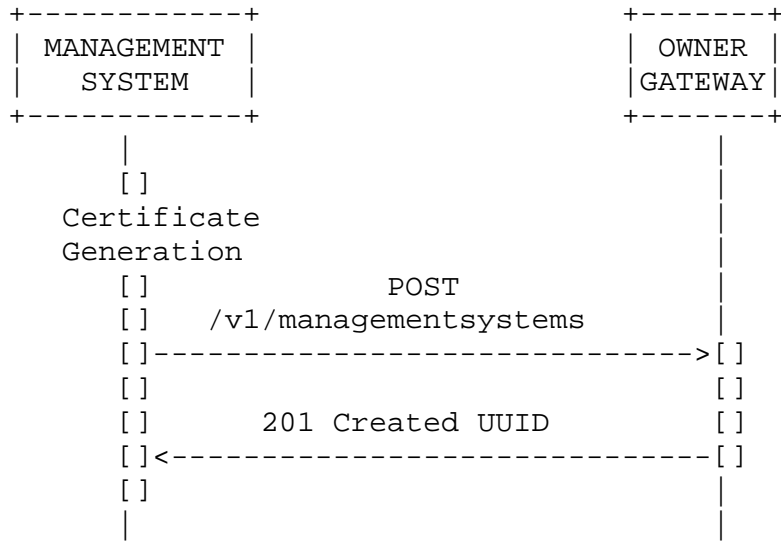 +------------+                    +-------+
| MANAGEMENT |                    | OWNER |
|   SYSTEM   |                    |GATEWAY|
+------------+                    +-------+
      |                                |
      []                               |
  Certificate                          |
  Generation                           |
      []             POST              |
      []   /v1/managementsystems       |
      []------------------------------>[]
      []                               []
      []      201 Created UUID         []
      []<------------------------------[]
      []                               |
      |                                |